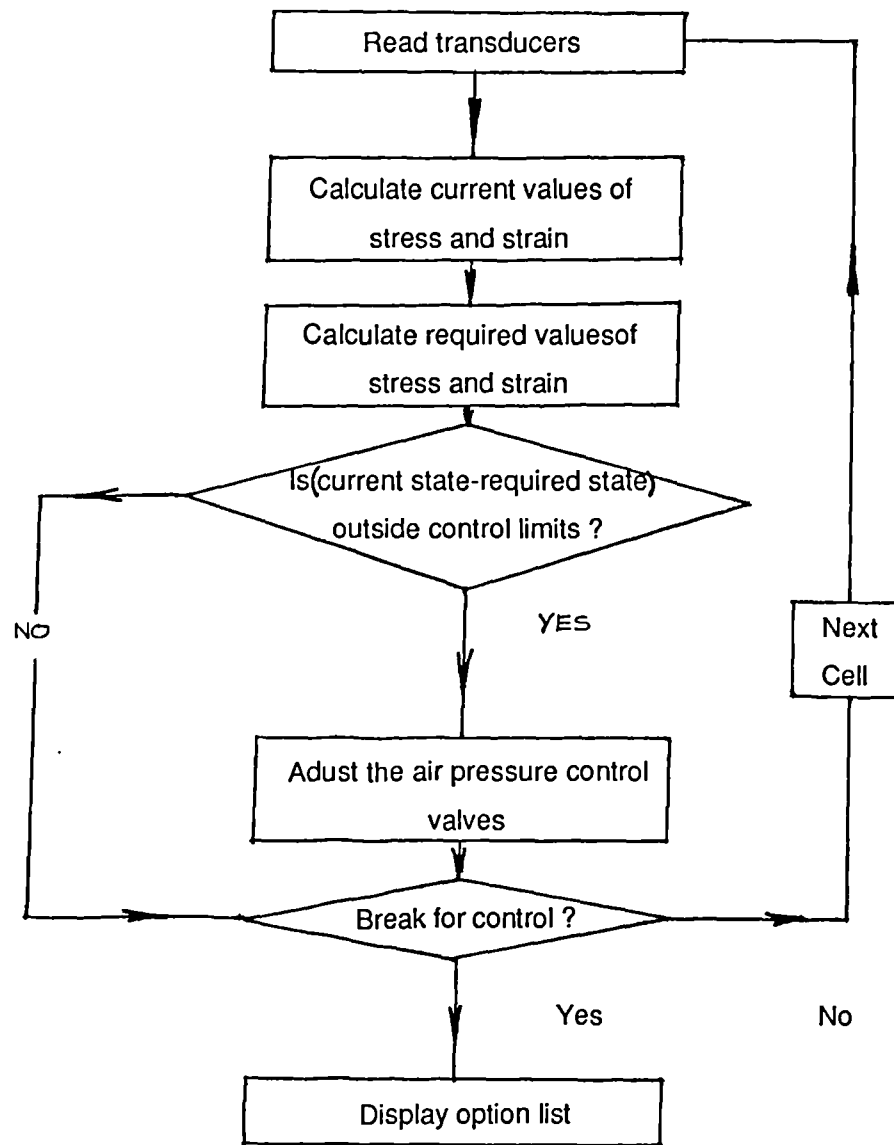 Read transducers
Calculate current values of
stress and strain
Calculate required valuesof
stress and strain
Is(current state-required state)
outside control limits ?
NO
YES
Next
Cell
Adust the air pressure control
valves
Break for control ?
Yes
No
Display option list